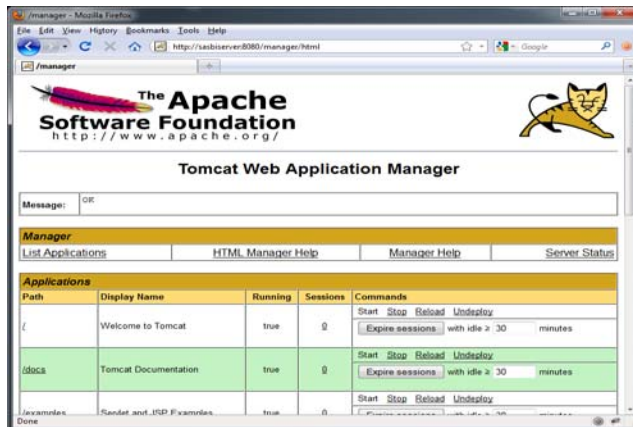 /manager - Mozilla Firefox
File Edit View History Bookmarks Tools Help
http://sasbiserver:8080/manager/html Google
/manager
The Apache
Software Foundation
http://www.apache.org/
Tomcat Web Application Manager
Message: OK
Manager
List Applications HTML Manager Help Manager Help Server Status
Applications
Path Display Name Running Sessions Commands
Start Stop Reload Undeploy
/ Welcome to Tomcat true 0
Expire sessions with idle ≥ 30 minutes
Start Stop Reload Undeploy
/docs Tomcat Documentation true 0
Expire sessions with idle ≥ 30 minutes
Start Stop Reload Undeploy
/examples Servlet and JSP Examples true 0
Done